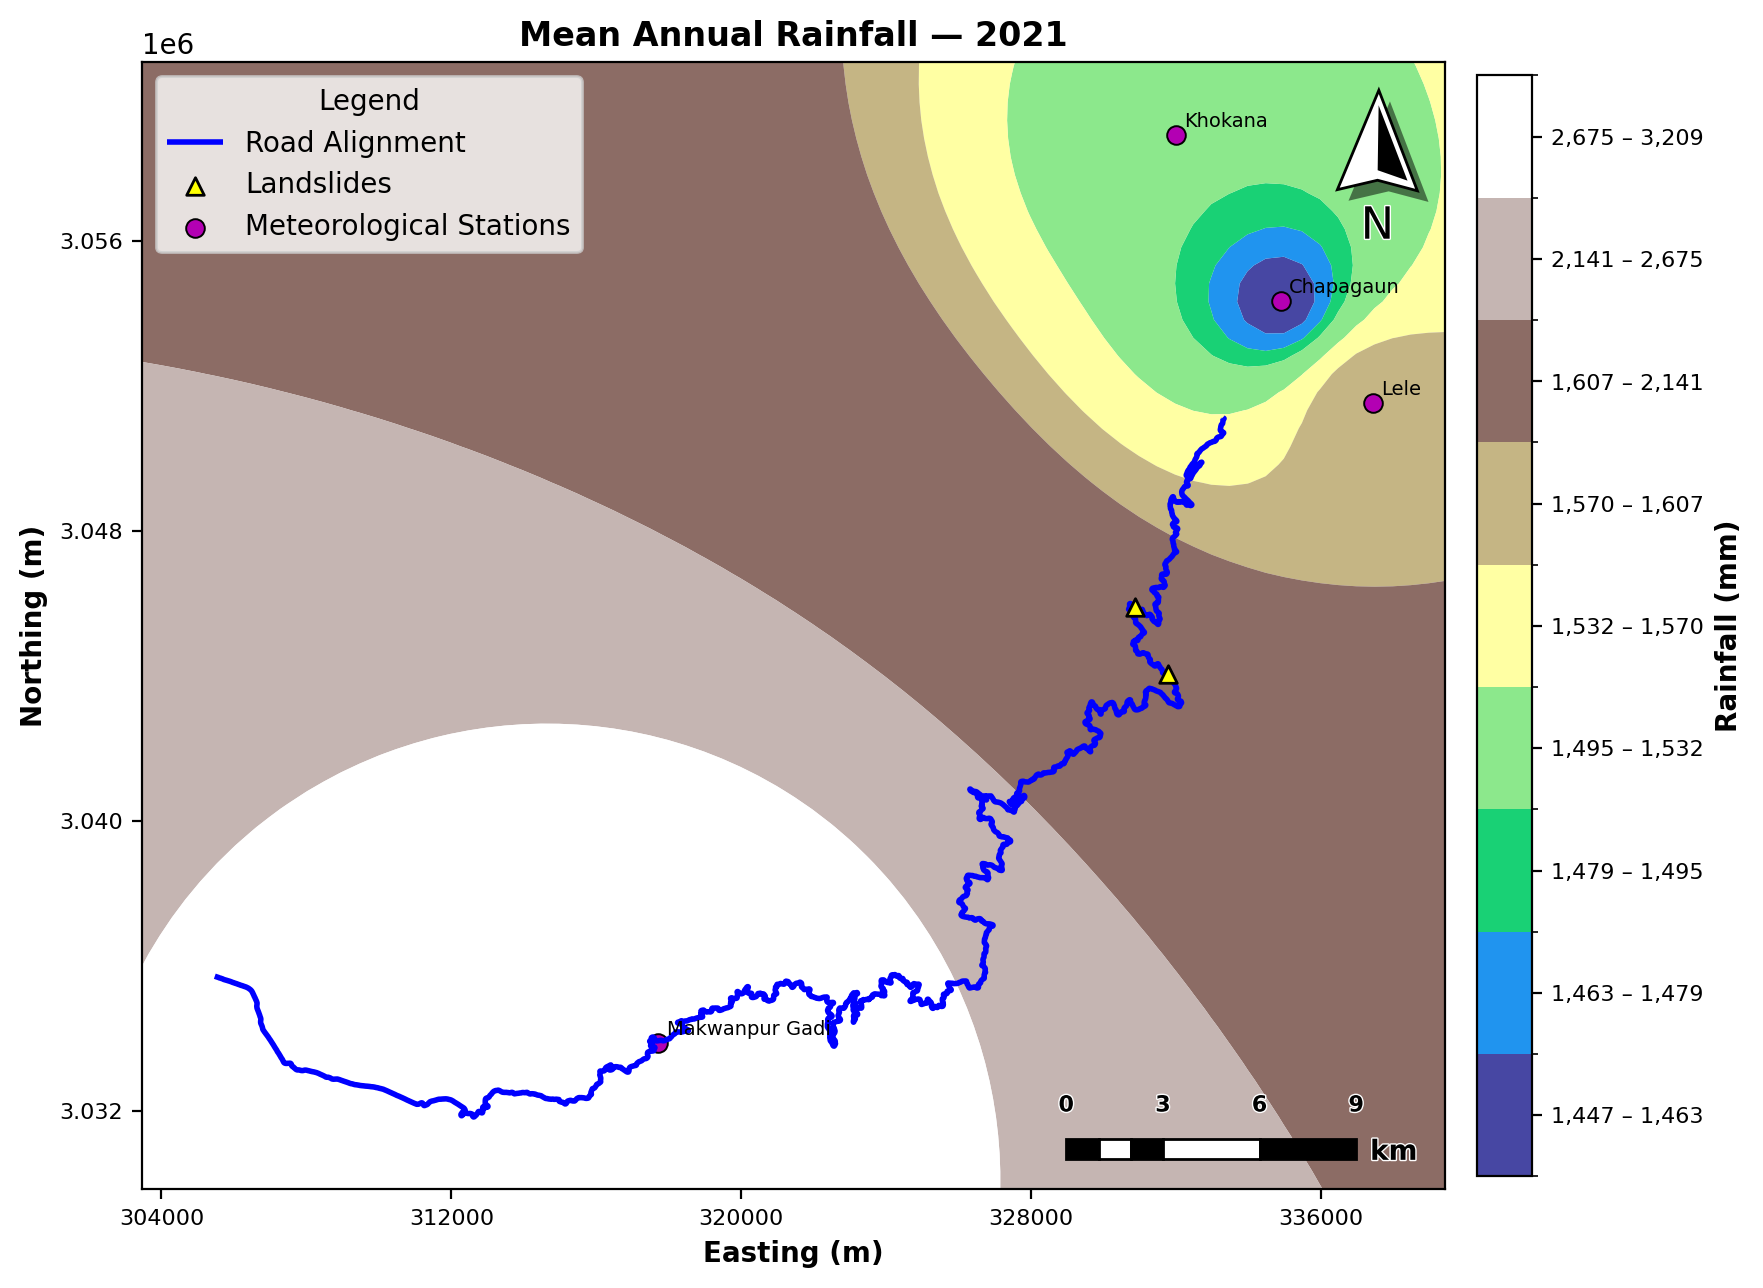 Mean Annual Rainfall — 2021
1e6
Legend
Road Alignment
Landslides
Meteorological Stations
Khokana
N
Chapagaun
Lele
Makwanpur Gadi
0 3 6 9
km
3.056
3.048
3.040
3.032
Northing (m)
304000 312000 320000 328000 336000
Easting (m)
2,675 – 3,209
2,141 – 2,675
1,607 – 2,141
1,570 – 1,607
1,532 – 1,570
1,495 – 1,532
1,479 – 1,495
1,463 – 1,479
1,447 – 1,463
Rainfall (mm)